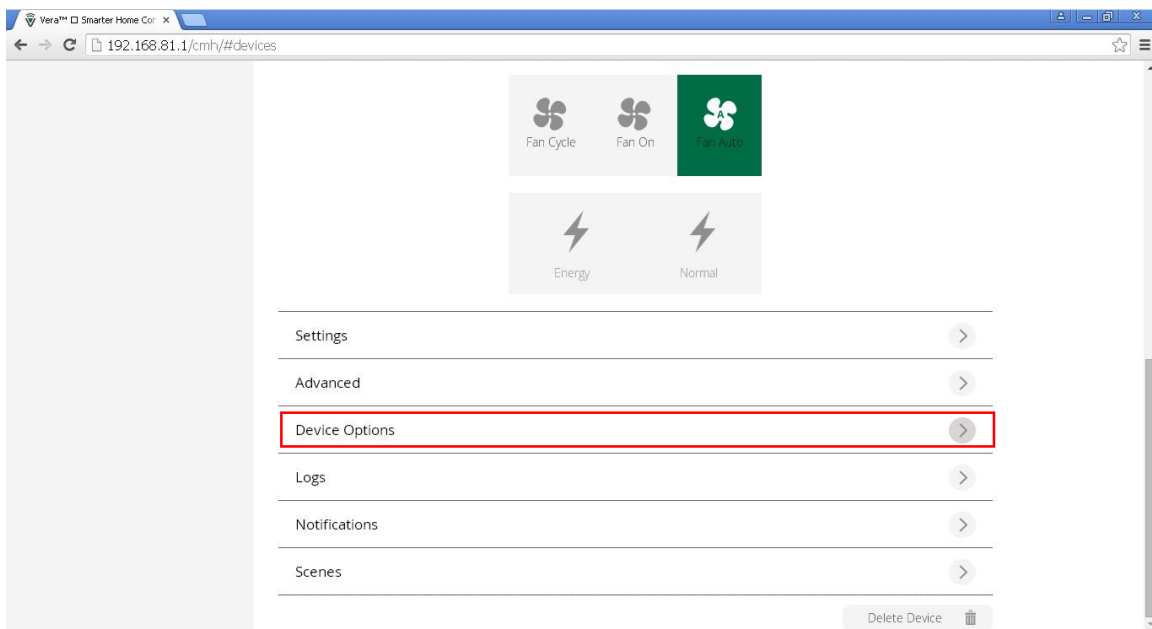 Vera™ □ Smarter Home Cor
192.168.81.1/cmh/#devices
Fan Cycle Fan On Fan Auto
Energy Normal
Settings
Advanced
Device Options
Logs
Notifications
Scenes
Delete Device